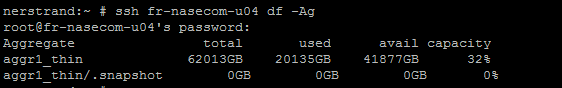 nerstrand:~ # ssh fr-nasecom-u04 df -Ag
root@fr-nasecom-u04's password:
Aggregate                total       used      avail capacity
aggr1_thin             62013GB    20135GB    41877GB      32%
aggr1_thin/.snapshot       0GB        0GB        0GB       0%